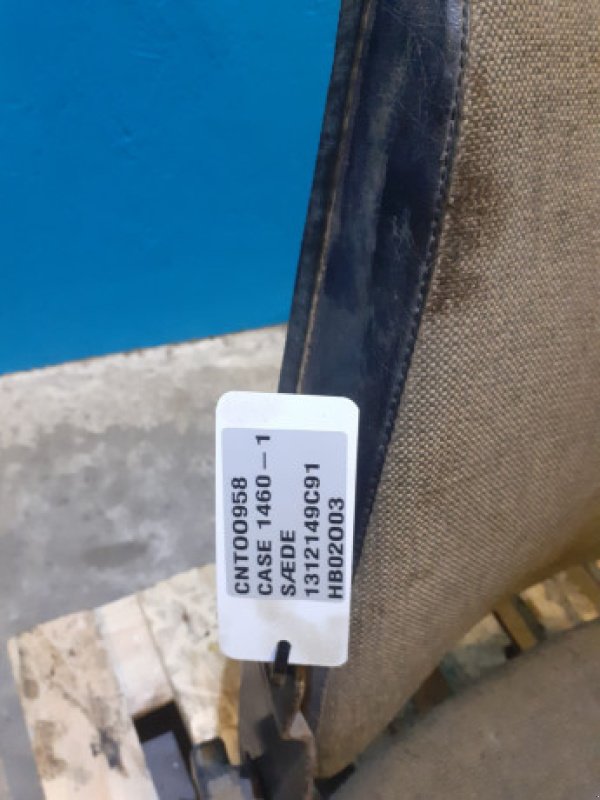 CNT00958
CASE 1460-1
SÆDE
1312149C91
HB02003